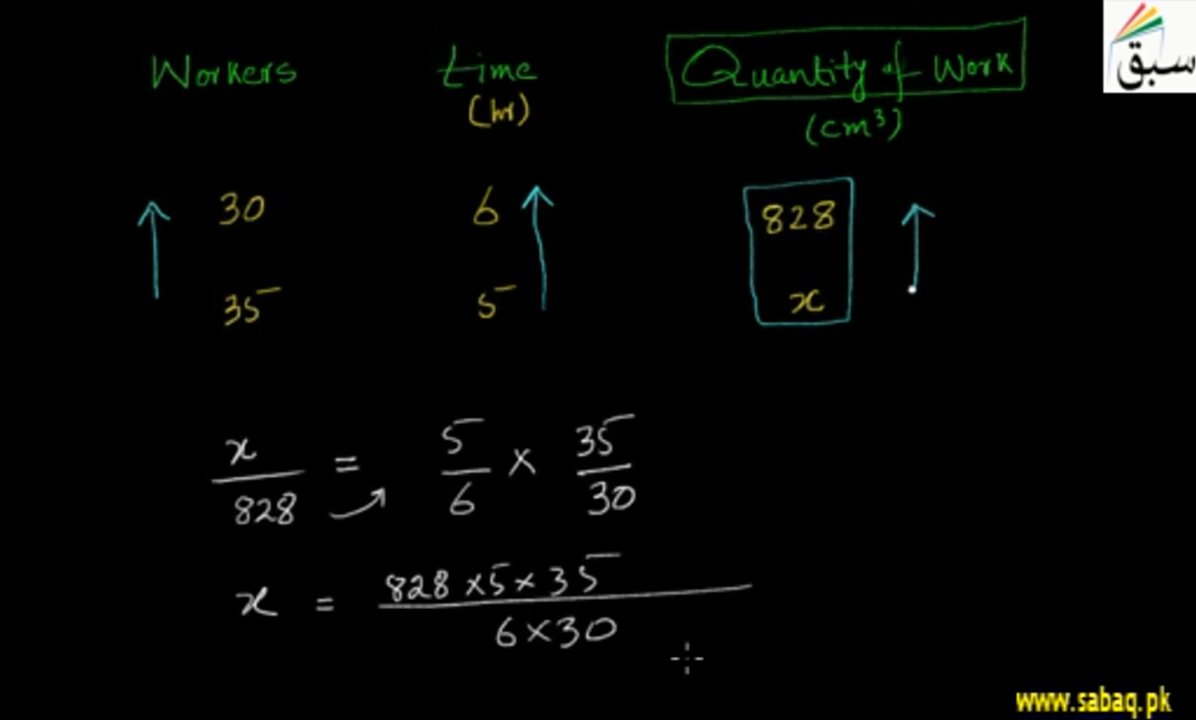 سبق
Workers time Quantity of Work
(hr) (cm³)
30 6 828
35 5 x
x/828 = 5/6 × 35/30
x = 828 × 5 × 35 / 6 × 30
www.sabaq.pk